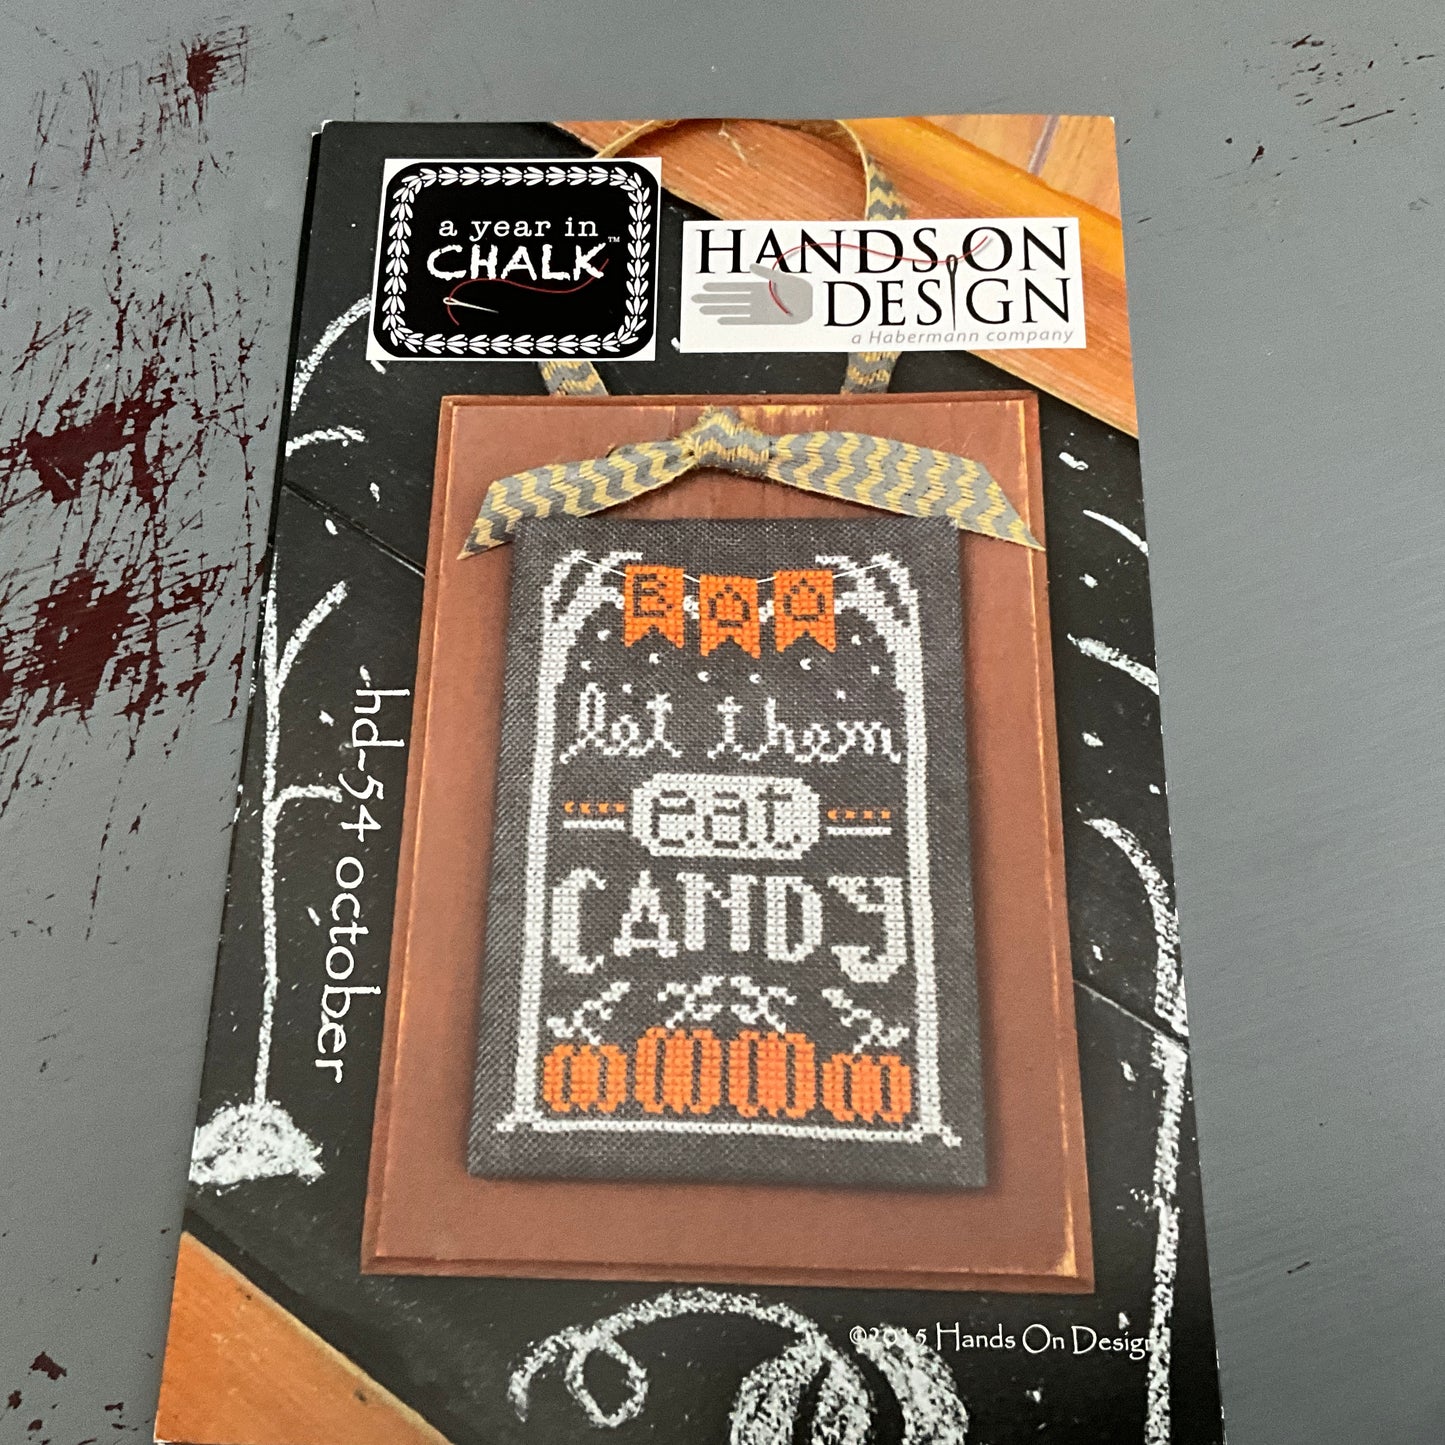 a year in
CHALK™
HANDS ON
DESIGN
a Habermann company
BOO
let them
eat
CANDY
hd-54 october
©2015 Hands On Design